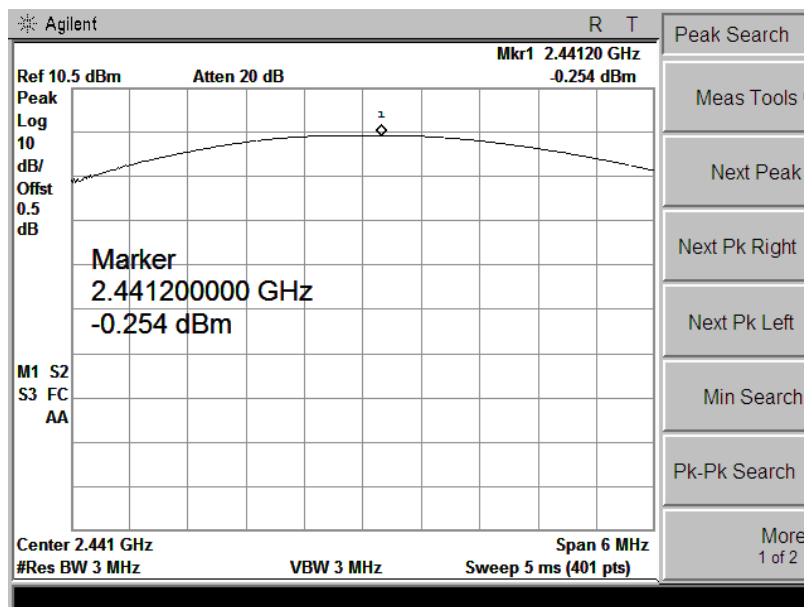 Agilent R T
Mkr1 2.44120 GHz
Ref 10.5 dBm Atten 20 dB -0.254 dBm
Peak
Log
10
dB/
Offset
0.5
dB
1
Marker
2.441200000 GHz
-0.254 dBm
M1 S2
S3 FC
AA
Center 2.441 GHz Span 6 MHz
#Res BW 3 MHz VBW 3 MHz Sweep 5 ms (401 pts)
Peak Search
Meas Tools
Next Peak
Next Pk Right
Next Pk Left
Min Search
Pk-Pk Search
More
1 of 2